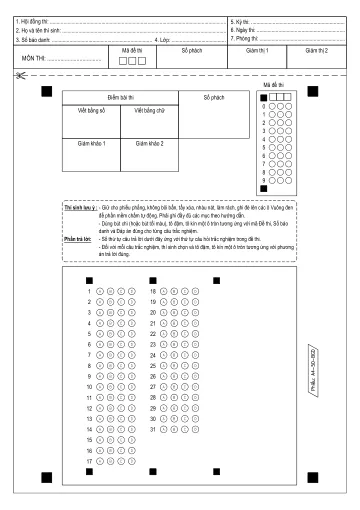 1. Hội đồng thi: ........................ 5. Kỳ thi: ........................
2. Họ và tên thí sinh: ........................ 6. Ngày thi: ........................
3. Số báo danh: ........................ 4. Lớp: ........................ 7. Phòng thi: ........................
MÔN THI: ........................ Mã đề thi Số phách Giám thị 1 Giám thị 2
Mã đề thi
Điểm bài thi Số phách
Viết bằng số Viết bằng chữ
Giám khảo 1 Giám khảo 2
0
1
2
3
4
5
6
7
8
9
Thí sinh lưu ý: - Giữ cho phiếu phẳng, không bôi bẩn, tẩy xóa, nhàu nát, làm rách, ghi đè lên các ô Vuông đen
để phần mềm chấm tự động. Phải ghi đầy đủ các mục theo hướng dẫn.
- Dùng bút chì hoặc bút tối màu, tô đậm, tô kín một ô tròn tương ứng với mã Đề thi, Số báo
danh và Đáp án đúng cho từng câu trắc nghiệm.
Phần trả lời: - Số thứ tự câu trả lời dưới đây ứng với thứ tự câu hỏi trắc nghiệm trong đề thi.
- Đối với mỗi câu trắc nghiệm, thí sinh chọn và tô đậm, tô kín một ô tròn tương ứng với phương
án trả lời đúng.
1 A B C D 18 A B C D
2 A B C D 19 A B C D
3 A B C D 20 A B C D
4 A B C D 21 A B C D
5 A B C D 22 A B C D
6 A B C D 23 A B C D
7 A B C D 24 A B C D
8 A B C D 25 A B C D
9 A B C D 26 A B C D
10 A B C D 27 A B C D
11 A B C D 28 A B C D
12 A B C D 29 A B C D
13 A B C D 30 A B C D
14 A B C D 31 A B C D
15 A B C D
16 A B C D
17 A B C D